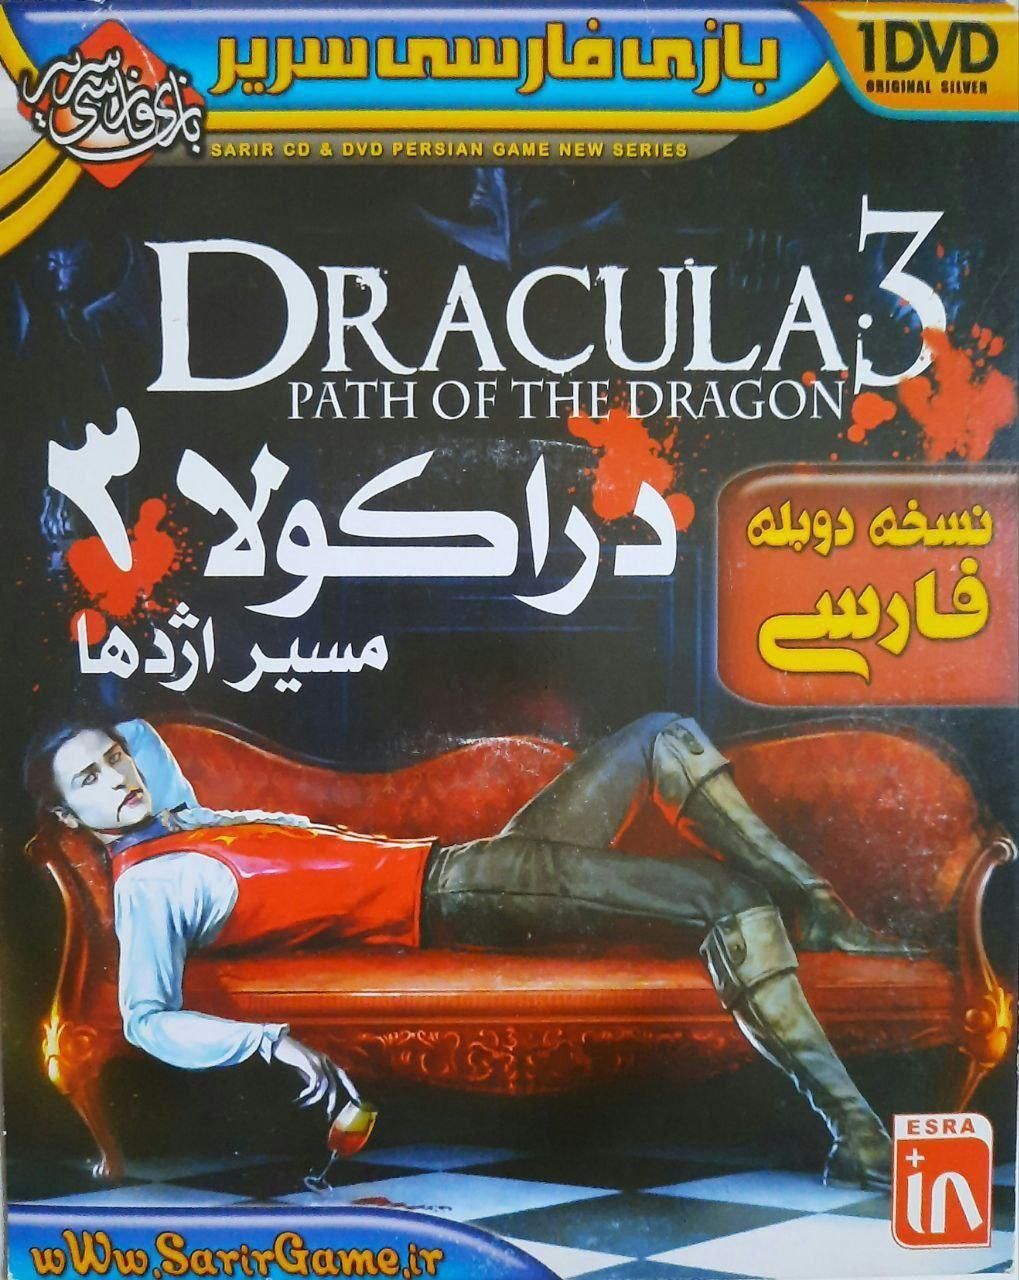 بازی فارسی سریر
بازی فارسی سریر
1DVD
ORIGINAL SILVER
SARIR CD & DVD PERSIAN GAME NEW SERIES
DRACULA 3
PATH OF THE DRAGON
دراکولا ۳
مسیر اژدها
نسخه دوبله
فارسی
ESRA
+۱۸
wWw.SarirGame.ir